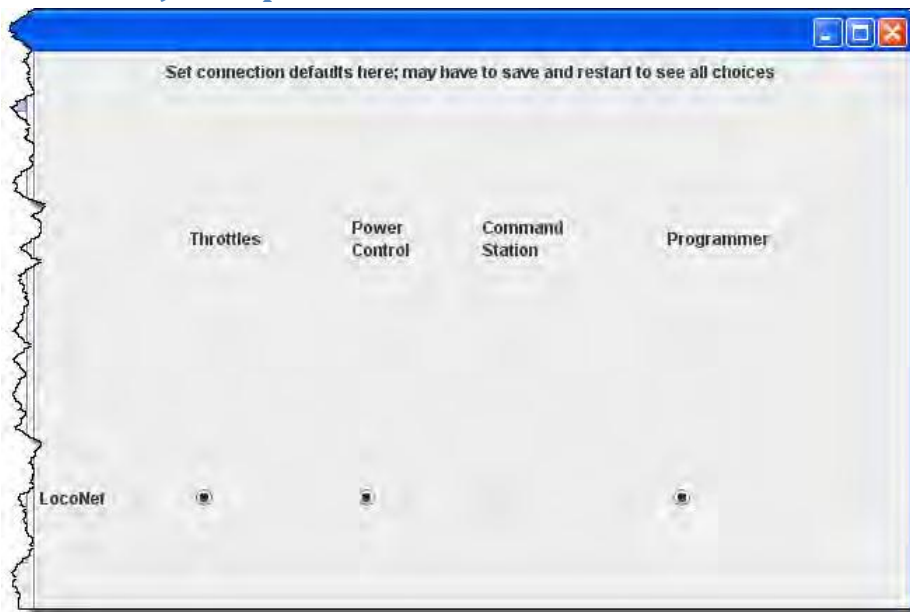 Set connection defaults here; may have to save and restart to see all choices
Throttles
Power
Control
Command
Station
Programmer
LocoNet